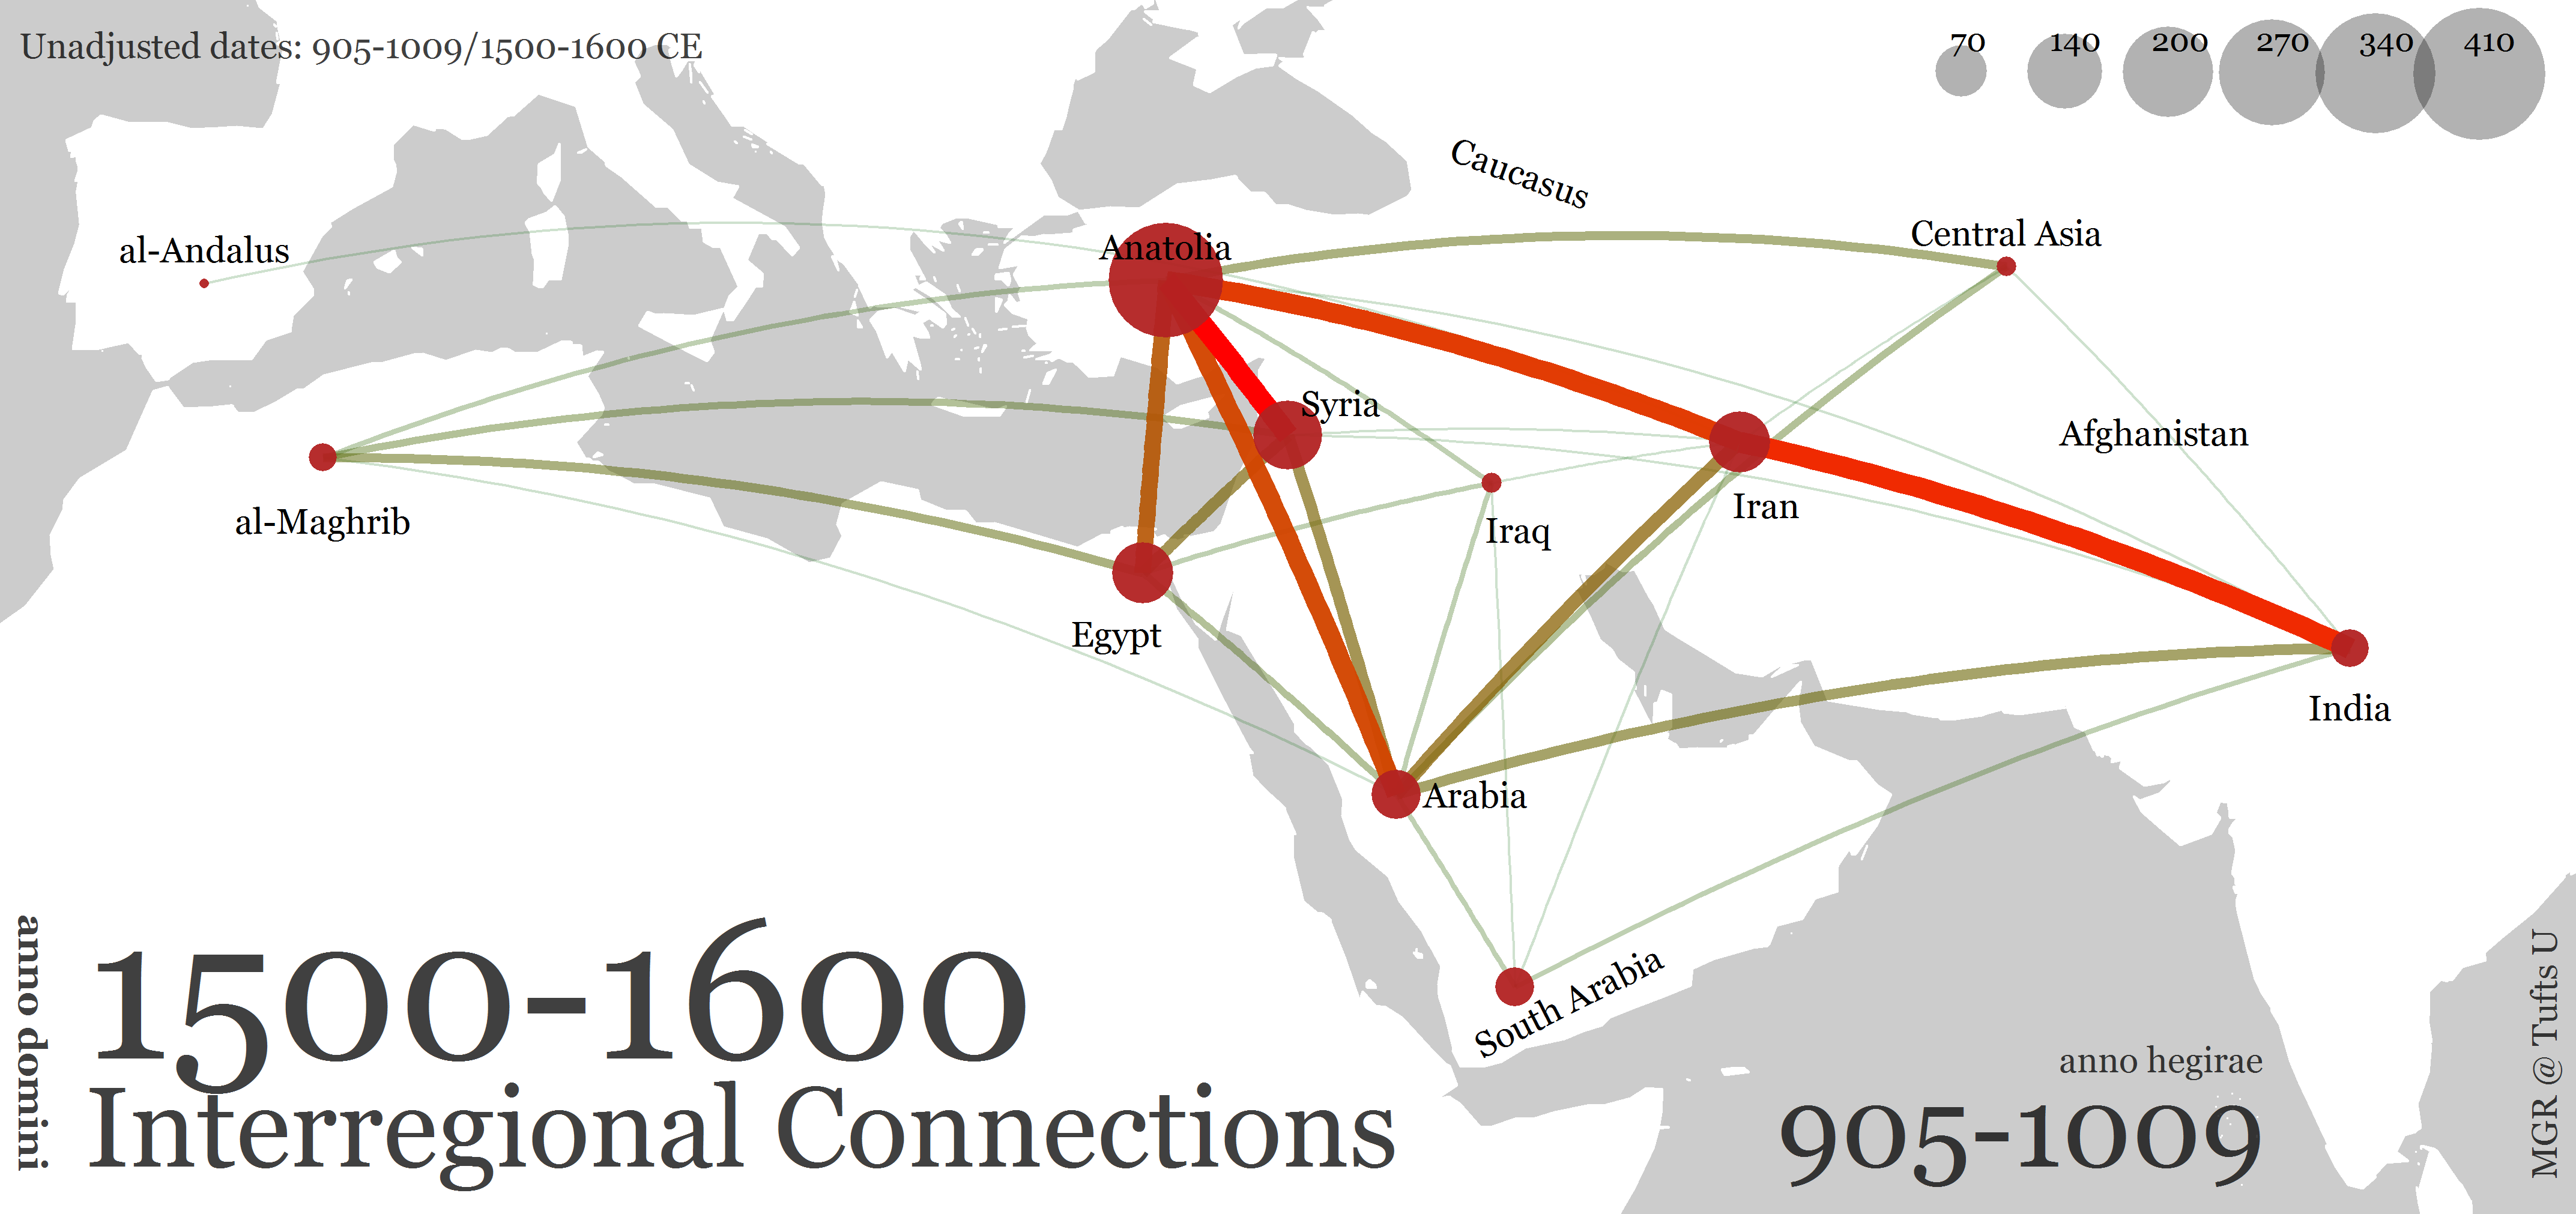 Unadjusted dates: 905-1009/1500-1600 CE
70 140 200 270 340 410
Caucasus
al-Andalus
Anatolia
Central Asia
Syria
Afghanistan
al-Maghrib
Iraq
Iran
Egypt
India
Arabia
South Arabia
anno domini
1500-1600
Interregional Connections
anno hegirae
905-1009
MGR @ Tufts U